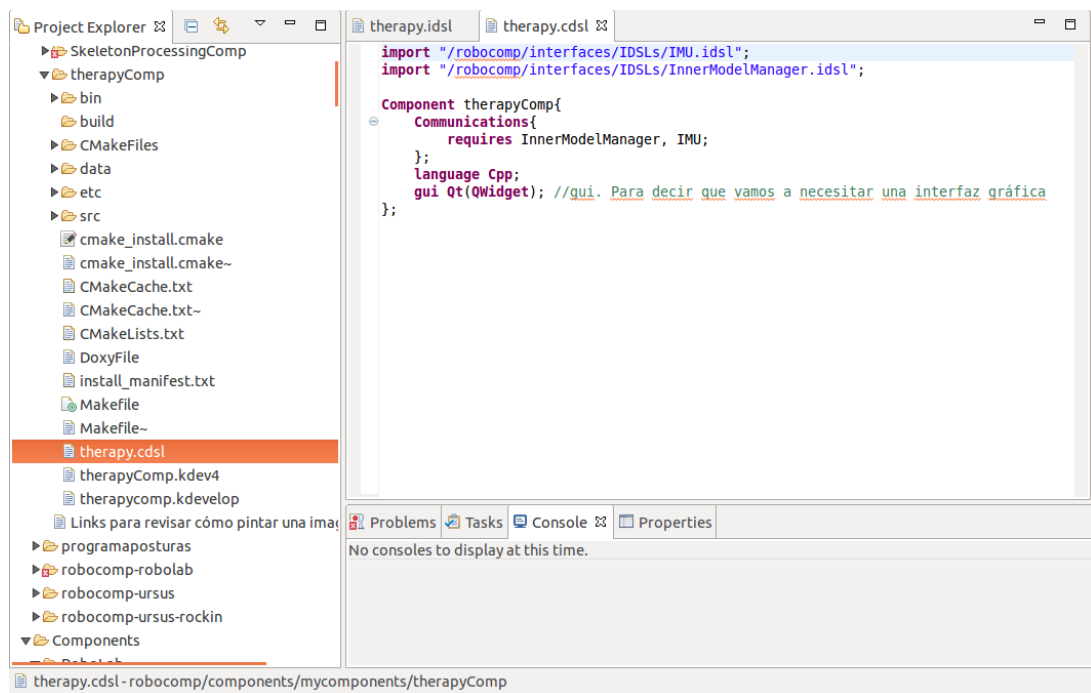 Project Explorer
SkeletonProcessingComp
therapyComp
bin
build
CMakeFiles
data
etc
src
cmake_install.cmake
cmake_install.cmake~
CMakeCache.txt
CMakeCache.txt~
CMakeLists.txt
DoxyFile
install_manifest.txt
Makefile
Makefile~
therapy.cdsl
therapyComp.kdev4
therapycomp.kdevelop
Links para revisar cómo pintar una imag
programaposturas
robocomp-robolab
robocomp-ursus
robocomp-ursus-rockin
Components
RoboLab
therapy.idsl therapy.cdsl
import "/robocomp/interfaces/IDSLs/IMU.idsl";
import "/robocomp/interfaces/IDSLs/InnerModelManager.idsl";
Component therapyComp{
Communications{
requires InnerModelManager, IMU;
};
language Cpp;
gui Qt(QWidget); //gui. Para decir que vamos a necesitar una interfaz gráfica
};
Problems Tasks Console Properties
No consoles to display at this time.
therapy.cdsl - robocomp/components/mycomponents/therapyComp